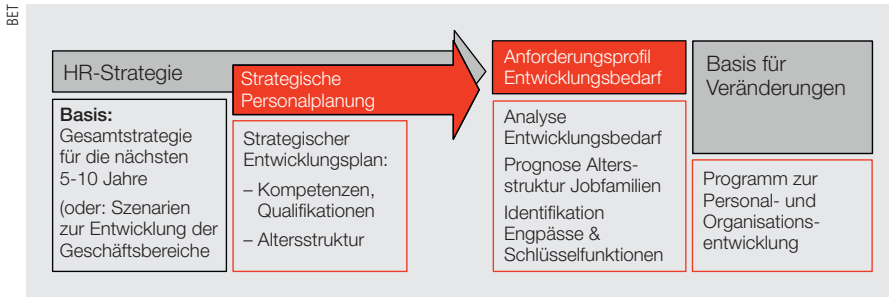 BET
HR-Strategie
Basis:
Gesamtstrategie
für die nächsten
5-10 Jahre
(oder: Szenarien
zur Entwicklung der
Geschäftsbereiche
Strategische
Personalplanung
Strategischer
Entwicklungsplan:
– Kompetenzen,
Qualifikationen
– Altersstruktur
Anforderungsprofil
Entwicklungsbedarf
Analyse
Entwicklungsbedarf
Prognose Alters-
struktur Jobfamilien
Identifikation
Engpässe &
Schlüsselfunktionen
Basis für
Veränderungen
Programm zur
Personal- und
Organisations-
entwicklung